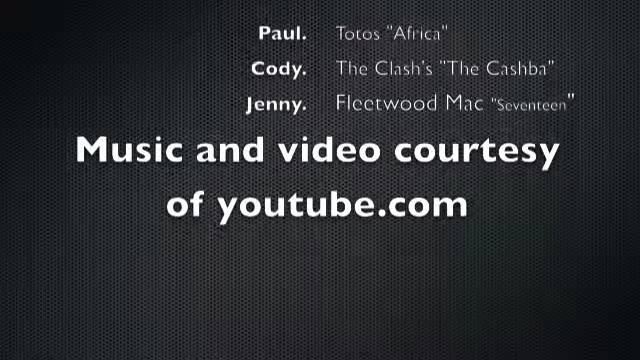 Paul. Totos "Africa"
Cody. The Clash's "The Cashba"
Jenny. Fleetwood Mac "Seventeen"
Music and video courtesy
of youtube.com